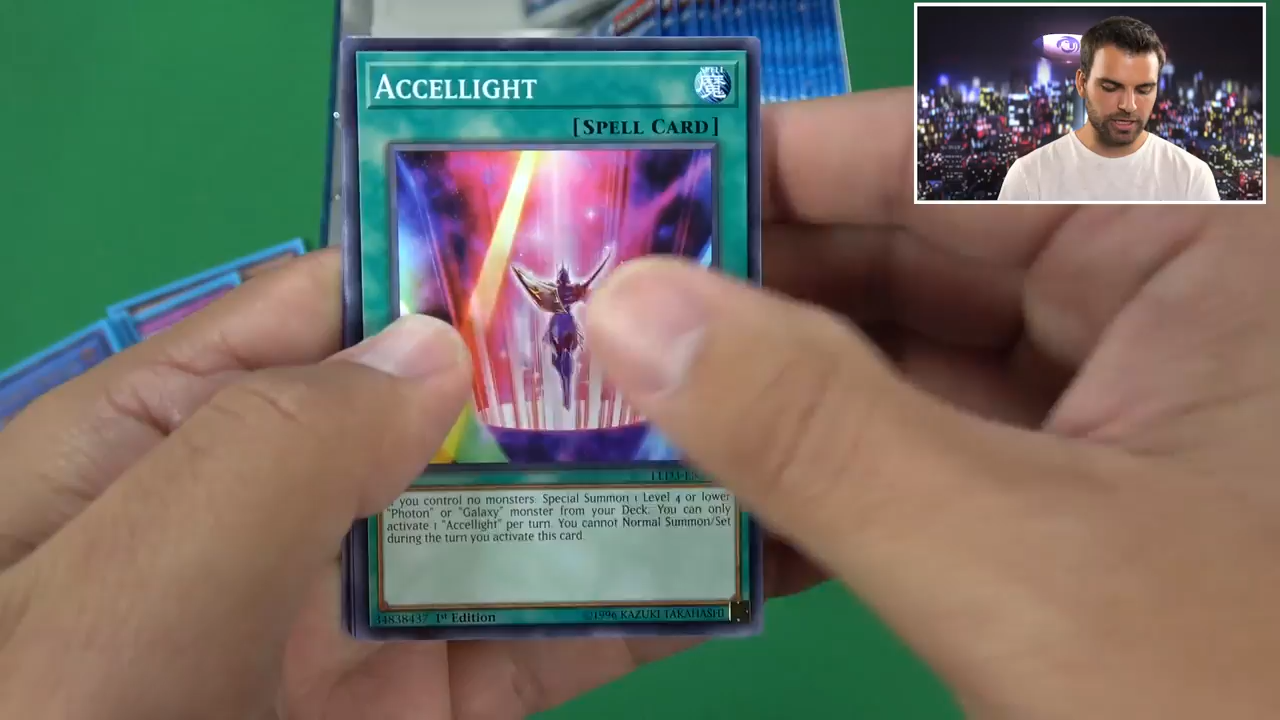 ACCELLIGHT
SPELL
魔
[SPELL CARD]
you control no monsters: Special Summon 1 Level 4 or lower
"Photon" or "Galaxy" monster from your Deck. You can only
activate 1 "Accellight" per turn. You cannot Normal Summon/Set
during the turn you activate this card.
34838437 1st Edition ©1996 KAZUKI TAKAHASHI